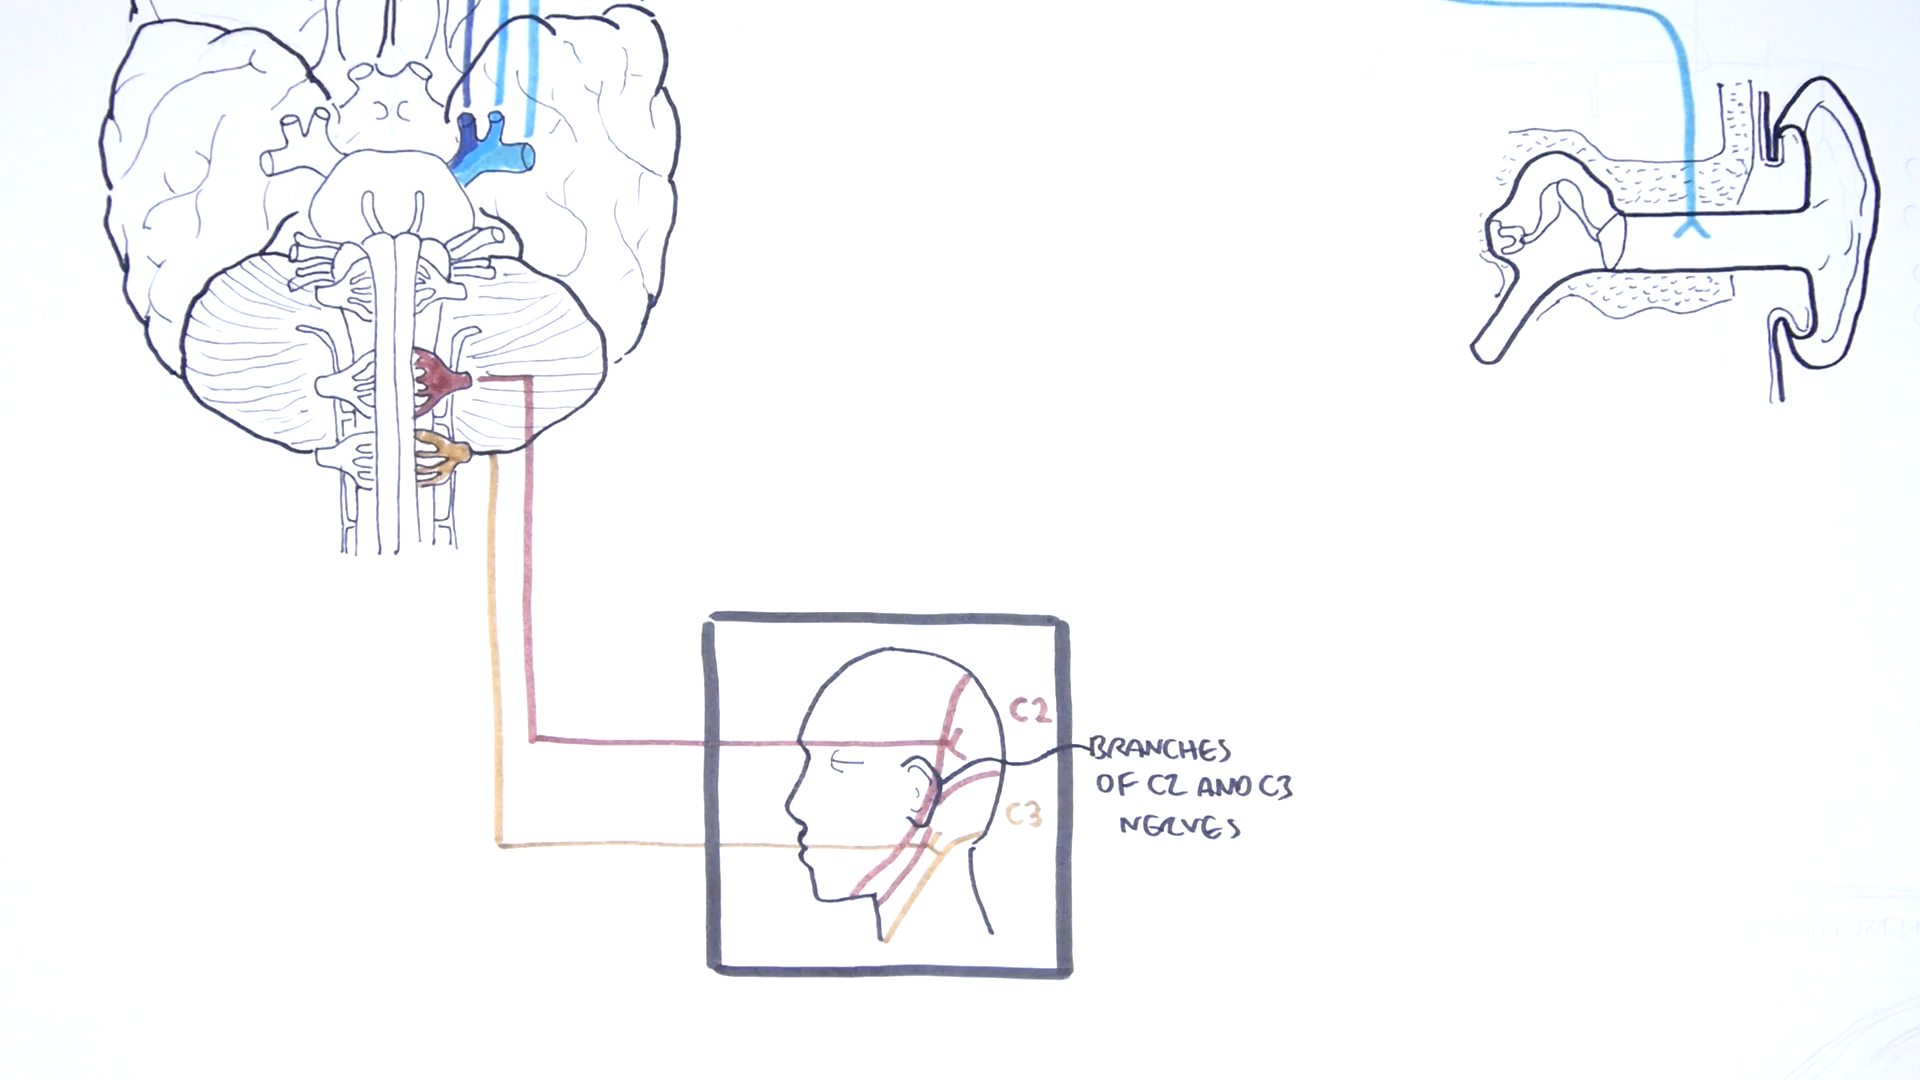 C2
BRANCHES
OF C2 AND C3
NERVES
C3